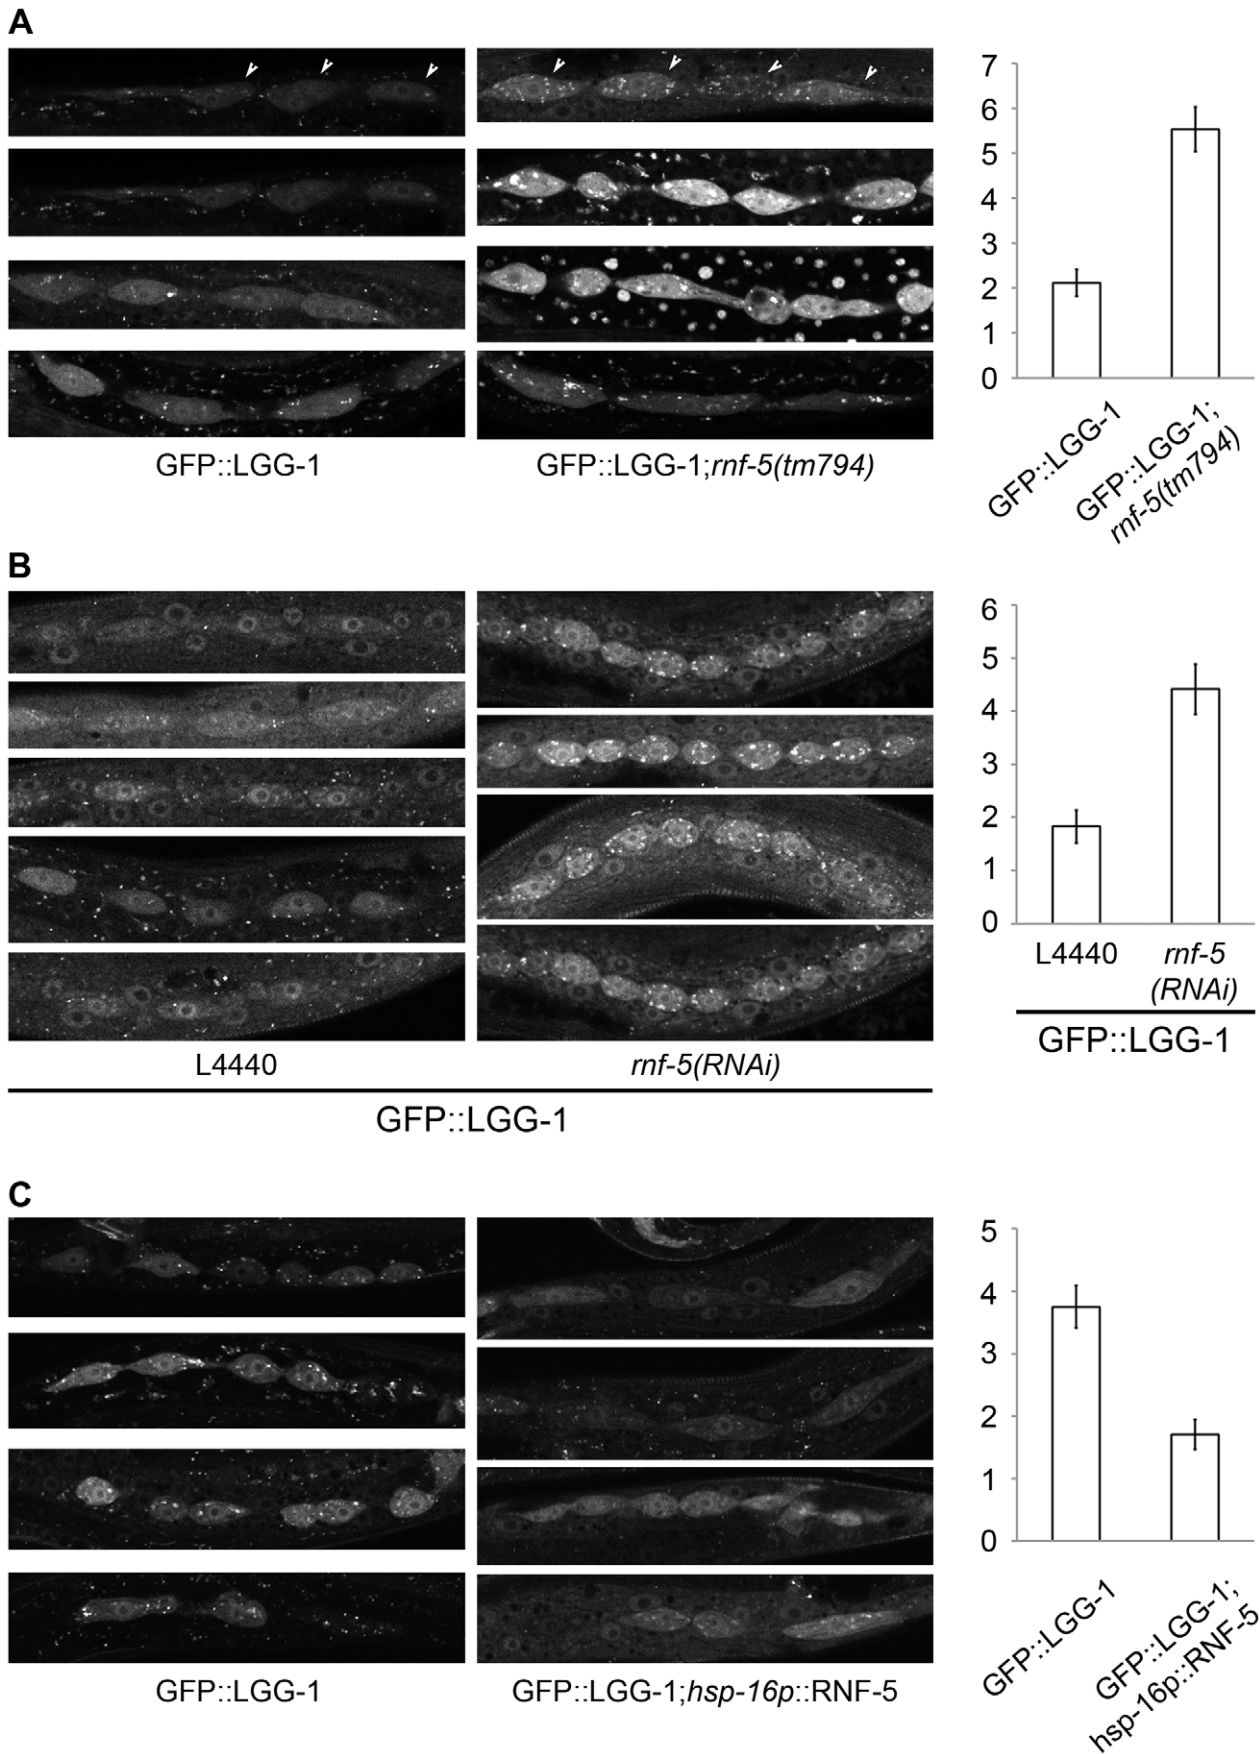 A
7
6
5
4
3
2
1
0
GFP::LGG-1
GFP::LGG-1;rnf-5(tm794)
GFP::LGG-1
GFP::LGG-1;
rnf-5(tm794)
B
6
5
4
3
2
1
0
L4440
rnf-5(RNAi)
GFP::LGG-1
L4440
rnf-5
(RNAi)
GFP::LGG-1
C
5
4
3
2
1
0
GFP::LGG-1
GFP::LGG-1;hsp-16p::RNF-5
GFP::LGG-1
GFP::LGG-1;
hsp-16p::RNF-5